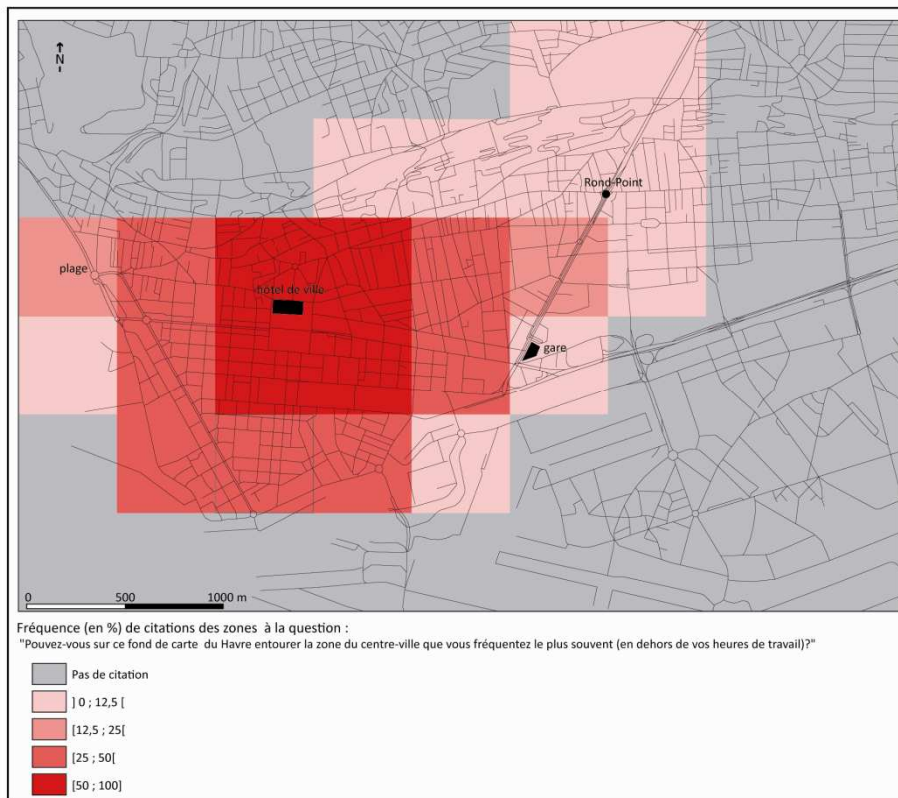 N
Rond-Point
plage
hôtel de ville
gare
0 500 1000 m
Fréquence (en %) de citations des zones à la question :
"Pouvez-vous sur ce fond de carte du Havre entourer la zone du centre-ville que vous fréquentez le plus souvent (en dehors de vos heures de travail)?"
Pas de citation
] 0 ; 12,5 [
[12,5 ; 25[
[25 ; 50[
[50 ; 100]